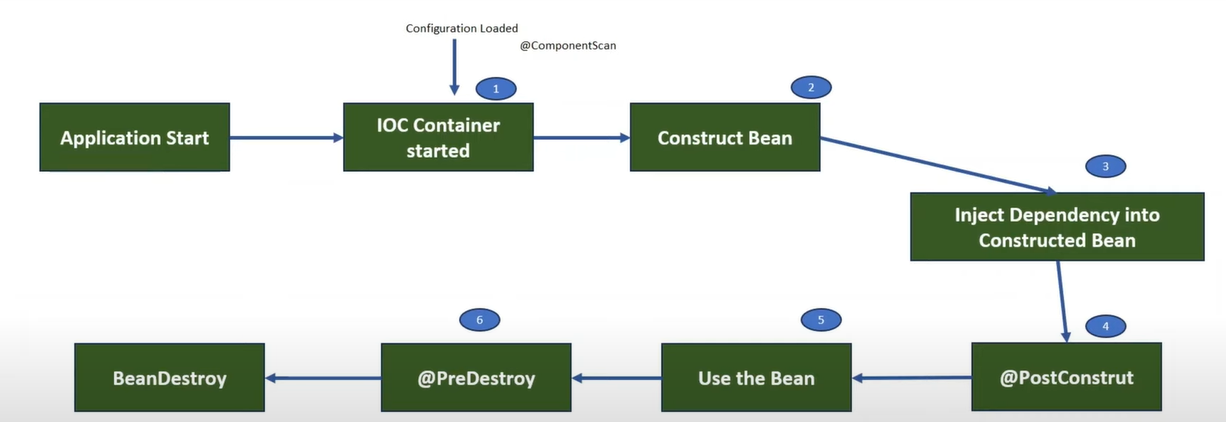 Configuration Loaded
@ComponentScan
1
2
Application Start
IOC Container
started
Construct Bean
3
Inject Dependency into
Constructed Bean
6
5
4
BeanDestroy
@PreDestroy
Use the Bean
@PostConstrut